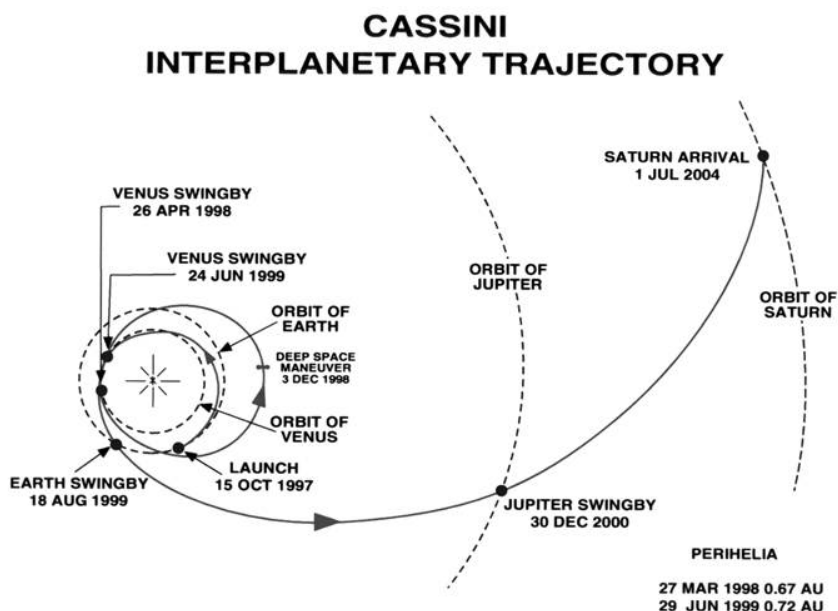 CASSINI
INTERPLANETARY TRAJECTORY
VENUS SWINGBY
26 APR 1998
VENUS SWINGBY
24 JUN 1999
ORBIT OF
EARTH
DEEP SPACE
MANEUVER
3 DEC 1998
ORBIT OF
VENUS
EARTH SWINGBY
18 AUG 1999
LAUNCH
15 OCT 1997
ORBIT OF
JUPITER
SATURN ARRIVAL
1 JUL 2004
ORBIT OF
SATURN
JUPITER SWINGBY
30 DEC 2000
PERIHELIA
27 MAR 1998 0.67 AU
29 JUN 1999 0.72 AU